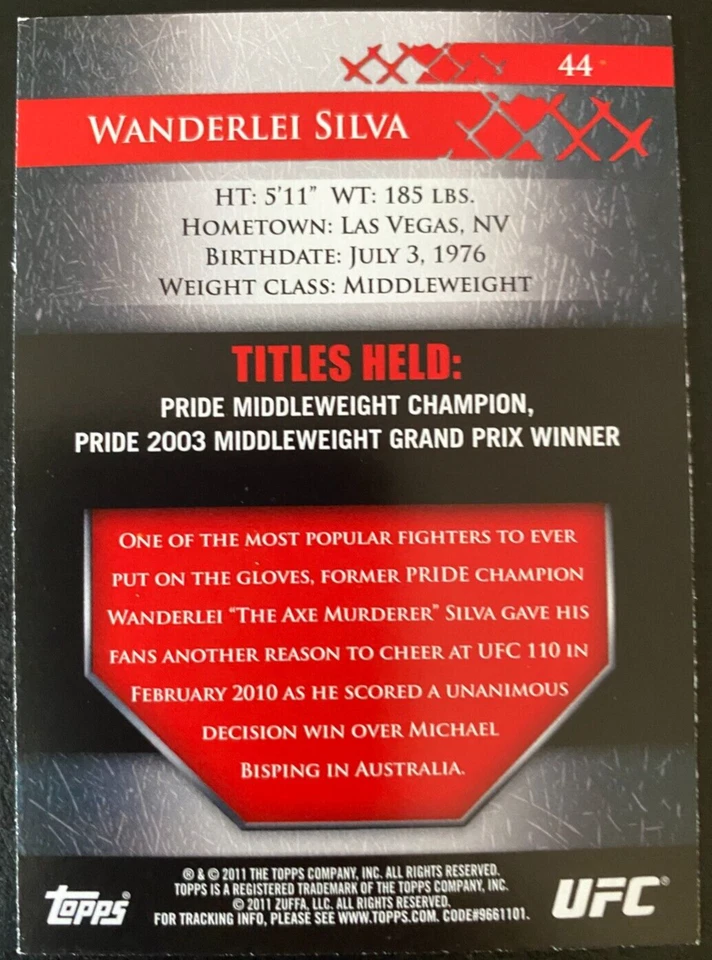 44
WANDERLEI SILVA
HT: 5'11" WT: 185 LBS.
HOMETOWN: LAS VEGAS, NV
BIRTHDATE: JULY 3, 1976
WEIGHT CLASS: MIDDLEWEIGHT
TITLES HELD:
PRIDE MIDDLEWEIGHT CHAMPION,
PRIDE 2003 MIDDLEWEIGHT GRAND PRIX WINNER
ONE OF THE MOST POPULAR FIGHTERS TO EVER
PUT ON THE GLOVES, FORMER PRIDE CHAMPION
WANDERLEI "THE AXE MURDERER" SILVA GAVE HIS
FANS ANOTHER REASON TO CHEER AT UFC 110 IN
FEBRUARY 2010 AS HE SCORED A UNANIMOUS
DECISION WIN OVER MICHAEL
BISPING IN AUSTRALIA.
® & © 2011 THE TOPPS COMPANY, INC. ALL RIGHTS RESERVED.
TOPPS IS A REGISTERED TRADEMARK OF THE TOPPS COMPANY, INC.
© 2011 ZUFFA, LLC. ALL RIGHTS RESERVED.
FOR TRACKING INFO, PLEASE SEE WWW.TOPPS.COM. CODE#9661101.
topps®
UFC®